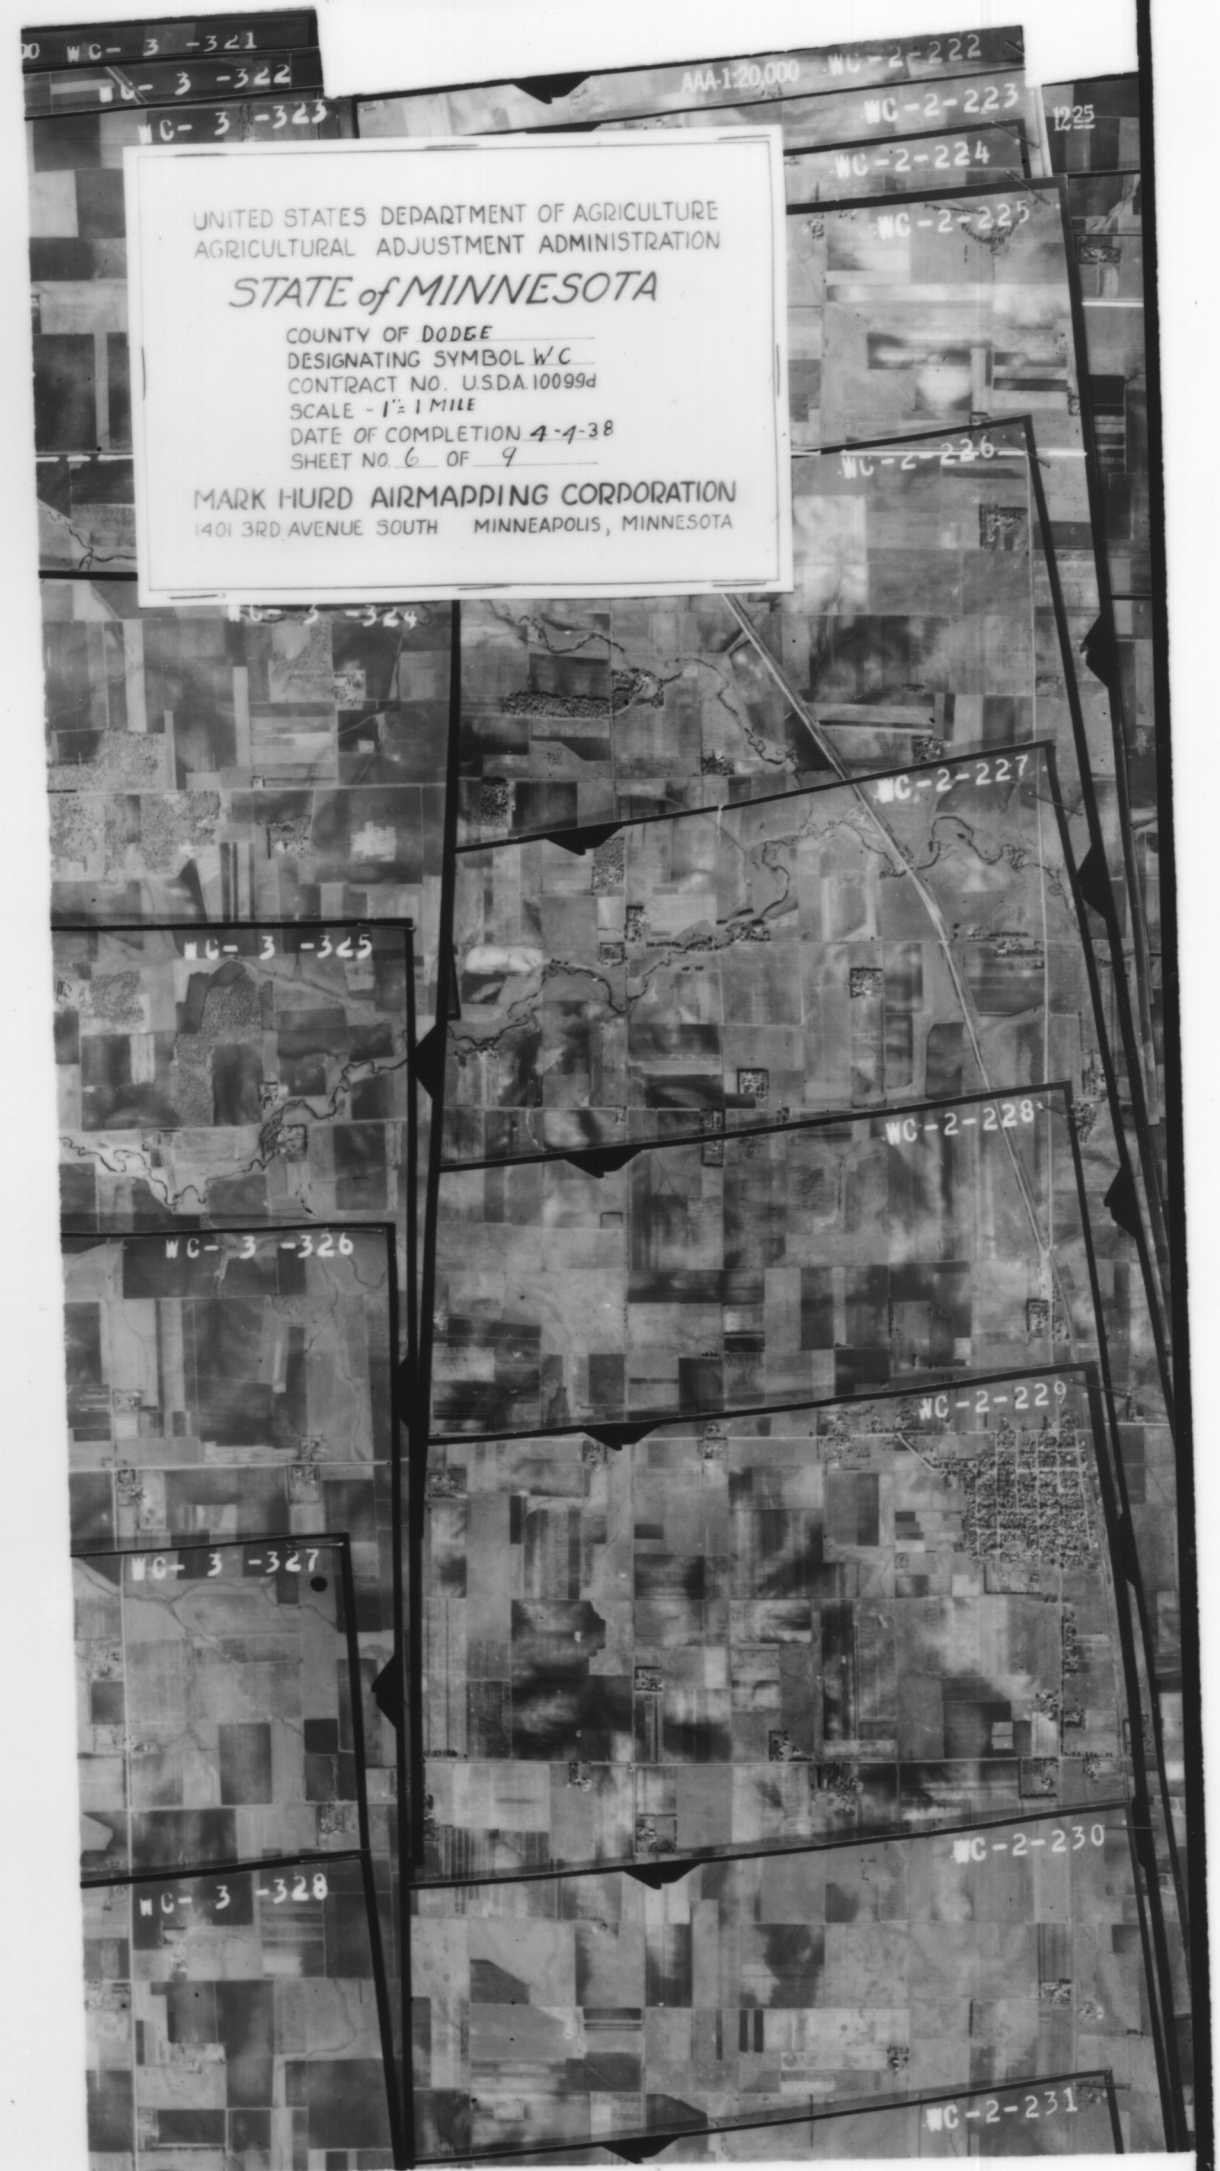 00 WC- 3 -321
WC- 3 -322
WC- 3 -323
AAA-1:20,000 WC-2-222
WC-2-223
1225
WC-2-224
WC-2-225
UNITED STATES DEPARTMENT OF AGRICULTURE
AGRICULTURAL ADJUSTMENT ADMINISTRATION
STATE of MINNESOTA
COUNTY OF DODGE
DESIGNATING SYMBOL WC
CONTRACT NO. U.S.D.A. 10099d
SCALE - 1"= 1 MILE
DATE OF COMPLETION 4-4-38
SHEET NO. 6 OF 9
MARK HURD AIRMAPPING CORPORATION
1401 3RD AVENUE SOUTH MINNEAPOLIS, MINNESOTA
WC-2-226
WC- 3 -324
WC-2-227
WC- 3 -325
WC-2-228
WC- 3 -326
WC-2-229
WC- 3 -327
WC-2-230
WC- 3 -328
WC-2-231